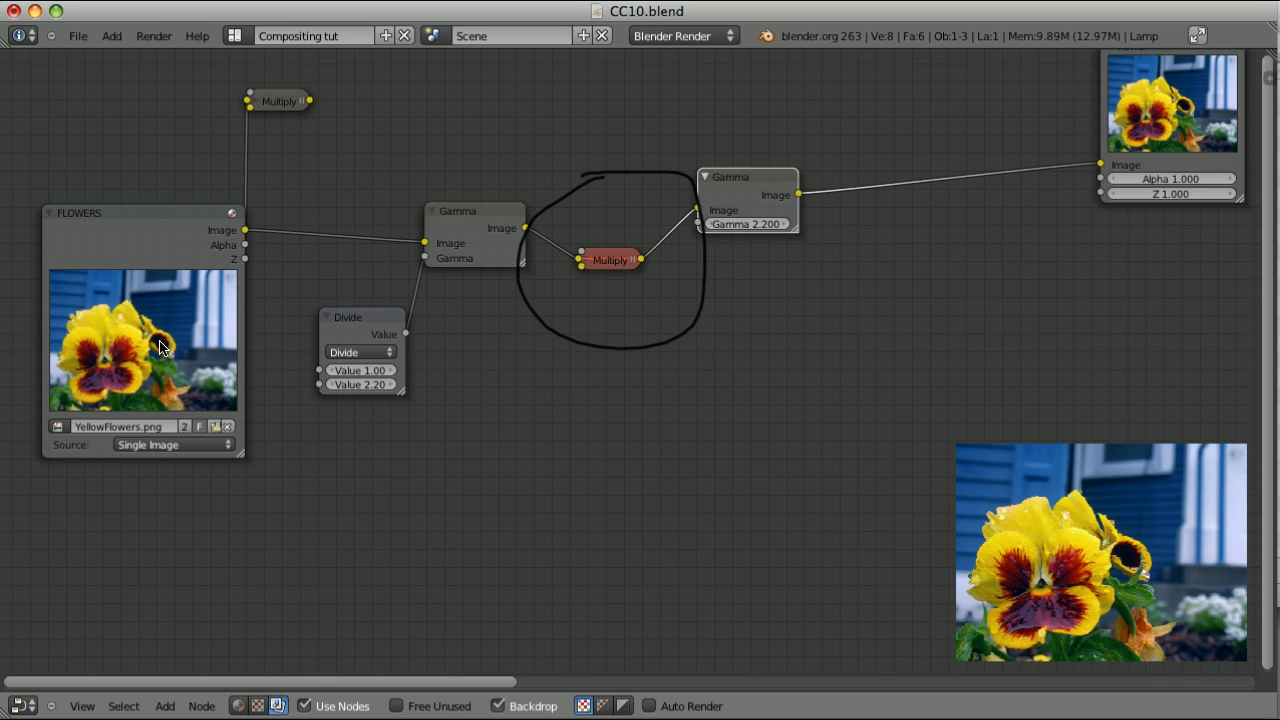 CC10.blend
File Add Render Help Compositing tut Scene Blender Render blender.org 263 | Ve:8 | Fa:6 | Ob:1-3 | La:1 | Mem:9.89M (12.97M) | Lamp
Multiply
FLOWERS
Image
Alpha
Z
YellowFlowers.png 2 F
Source: Single Image
Divide
Value
Divide
Value 1.00
Value 2.20
Gamma
Image
Image
Gamma
Multiply
Gamma
Image
Image
Gamma 2.200
Image
Alpha 1.000
Z 1.000
View Select Add Node Use Nodes Free Unused Backdrop Auto Render